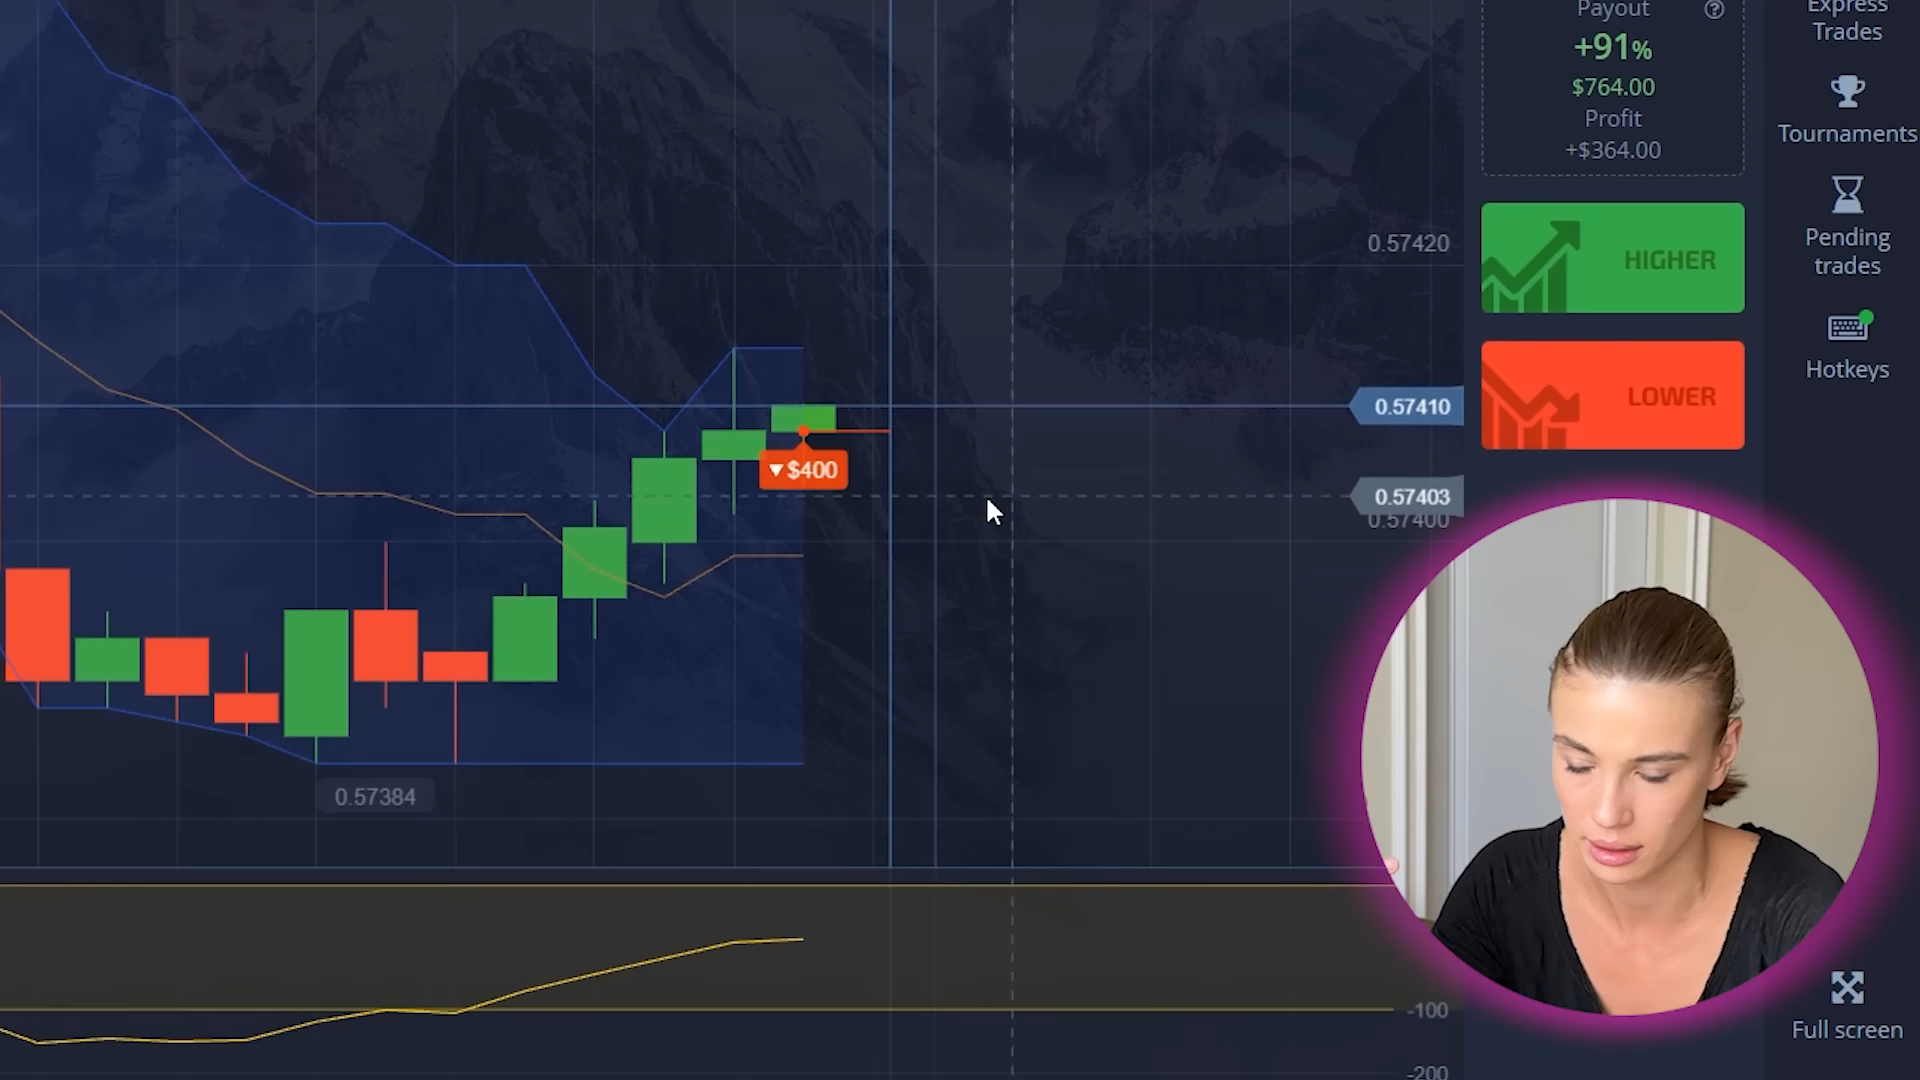 Payout
+91%
$764.00
Profit
+$364.00
HIGHER
LOWER
Express
Trades
Tournaments
Pending
trades
Hotkeys
Full screen
0.57420
0.57410
0.57403
0.57400
$400
0.57384
-100
-200